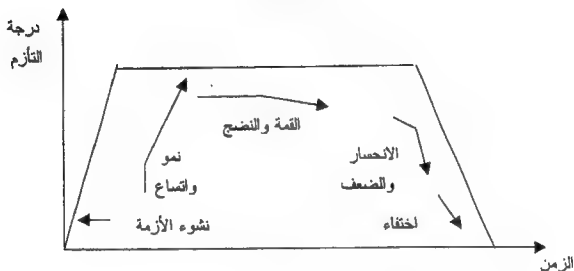 درجة
التأزم
القمة والنضج
نمو
واتساع
الانحسار
والضعف
نشوء الأزمة
اختفاء
الزمن